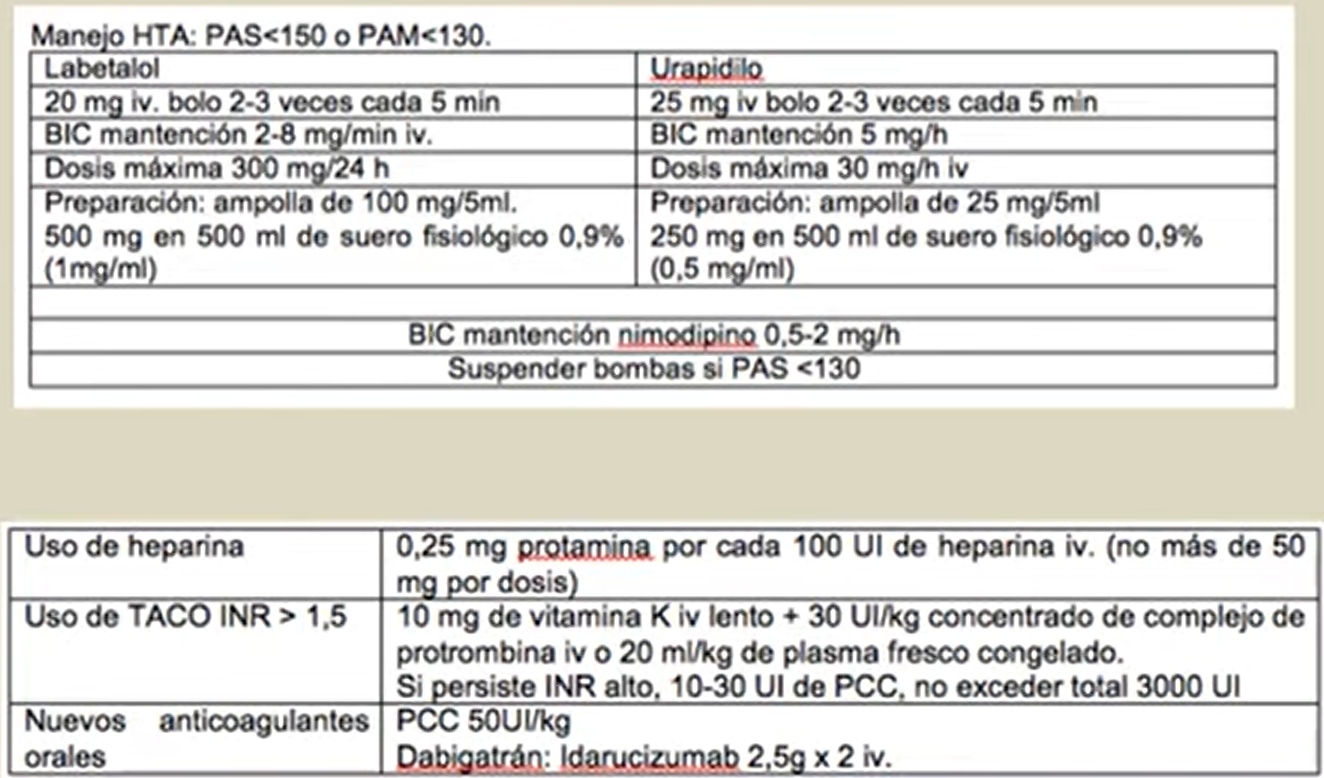 Manejo HTA: PAS<150 o PAM<130.
Labetalol
Urapidilo
20 mg iv. bolo 2-3 veces cada 5 min
25 mg iv bolo 2-3 veces cada 5 min
BIC mantención 2-8 mg/min iv.
BIC mantención 5 mg/h
Dosis máxima 300 mg/24 h
Dosis máxima 30 mg/h iv
Preparación: ampolla de 100 mg/5ml.
500 mg en 500 ml de suero fisiológico 0,9%
(1mg/ml)
Preparación: ampolla de 25 mg/5ml
250 mg en 500 ml de suero fisiológico 0,9%
(0,5 mg/ml)
BIC mantención nimodipino 0,5-2 mg/h
Suspender bombas si PAS <130
Uso de heparina
0,25 mg protamina por cada 100 UI de heparina iv. (no más de 50
mg por dosis)
Uso de TACO INR > 1,5
10 mg de vitamina K iv lento + 30 UI/kg concentrado de complejo de
protrombina iv o 20 ml/kg de plasma fresco congelado.
Si persiste INR alto, 10-30 UI de PCC, no exceder total 3000 UI
Nuevos anticoagulantes
orales
PCC 50UI/kg
Dabigatrán: Idarucizumab 2,5g x 2 iv.